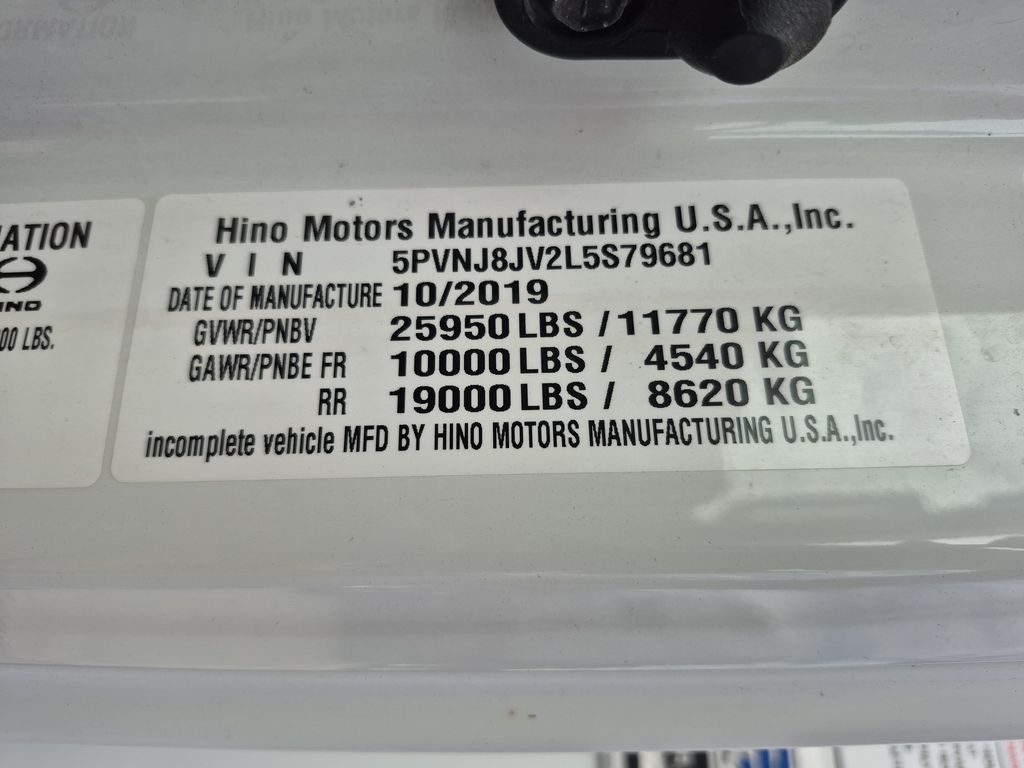 Hino Motors Manufacturing U.S.A.,Inc.
VIN 5PVNJ8JV2L5S79681
DATE OF MANUFACTURE 10/2019
GVWR/PNBV 25950 LBS / 11770 KG
GAWR/PNBE FR 10000 LBS / 4540 KG
RR 19000 LBS / 8620 KG
incomplete vehicle MFD BY HINO MOTORS MANUFACTURING U.S.A.,Inc.
ATION
HINO
00 LBS.